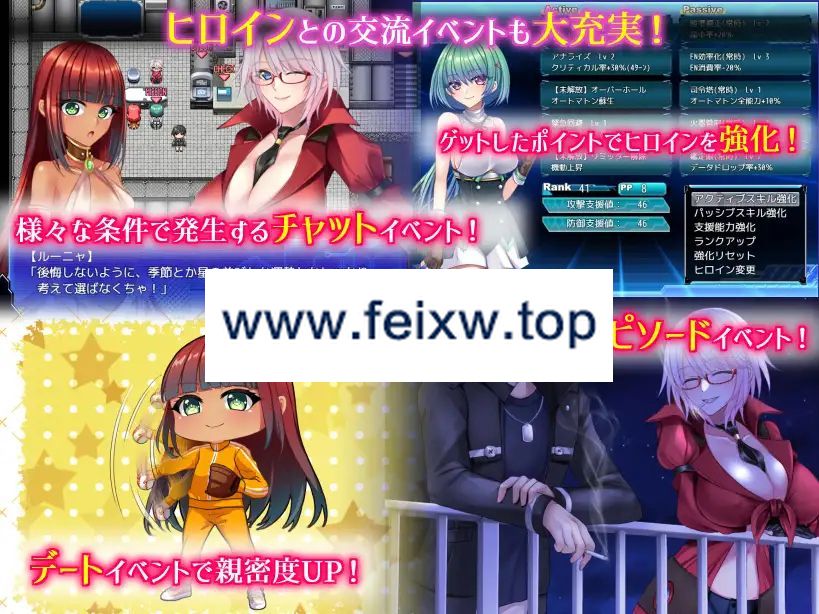 ヒロインとの交流イベントも大充実！
Active
Passive
アナライズ Lv 2
クリティカル率+30%(4ターン)
EN効率化(常時) Lv 3
EN消費率-20%
【未解放】オーバーホール
オートマトン蘇生
司令塔(常時) Lv 1
オートマトン全能力+10%
ゲットしたポイントでヒロインを強化！
機動上昇
データドロップ率+30%
Rank 41
PP 8
攻撃支援値： 46
防御支援値： 46
アクティブスキル強化
パッシブスキル強化
支援能力強化
ランクアップ
強化リセット
ヒロイン変更
CHECK
様々な条件で発生するチャットイベント！
【ルーニャ】
「後悔しないように、季節とか星の
考えて選ばなくちゃ！」
www.feixw.top
ピソードイベント！
デートイベントで親密度UP！